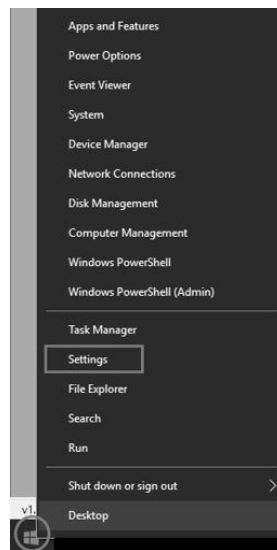 Apps and Features
Power Options
Event Viewer
System
Device Manager
Network Connections
Disk Management
Computer Management
Windows PowerShell
Windows PowerShell (Admin)
Task Manager
Settings
File Explorer
Search
Run
Shut down or sign out
v1.
Desktop